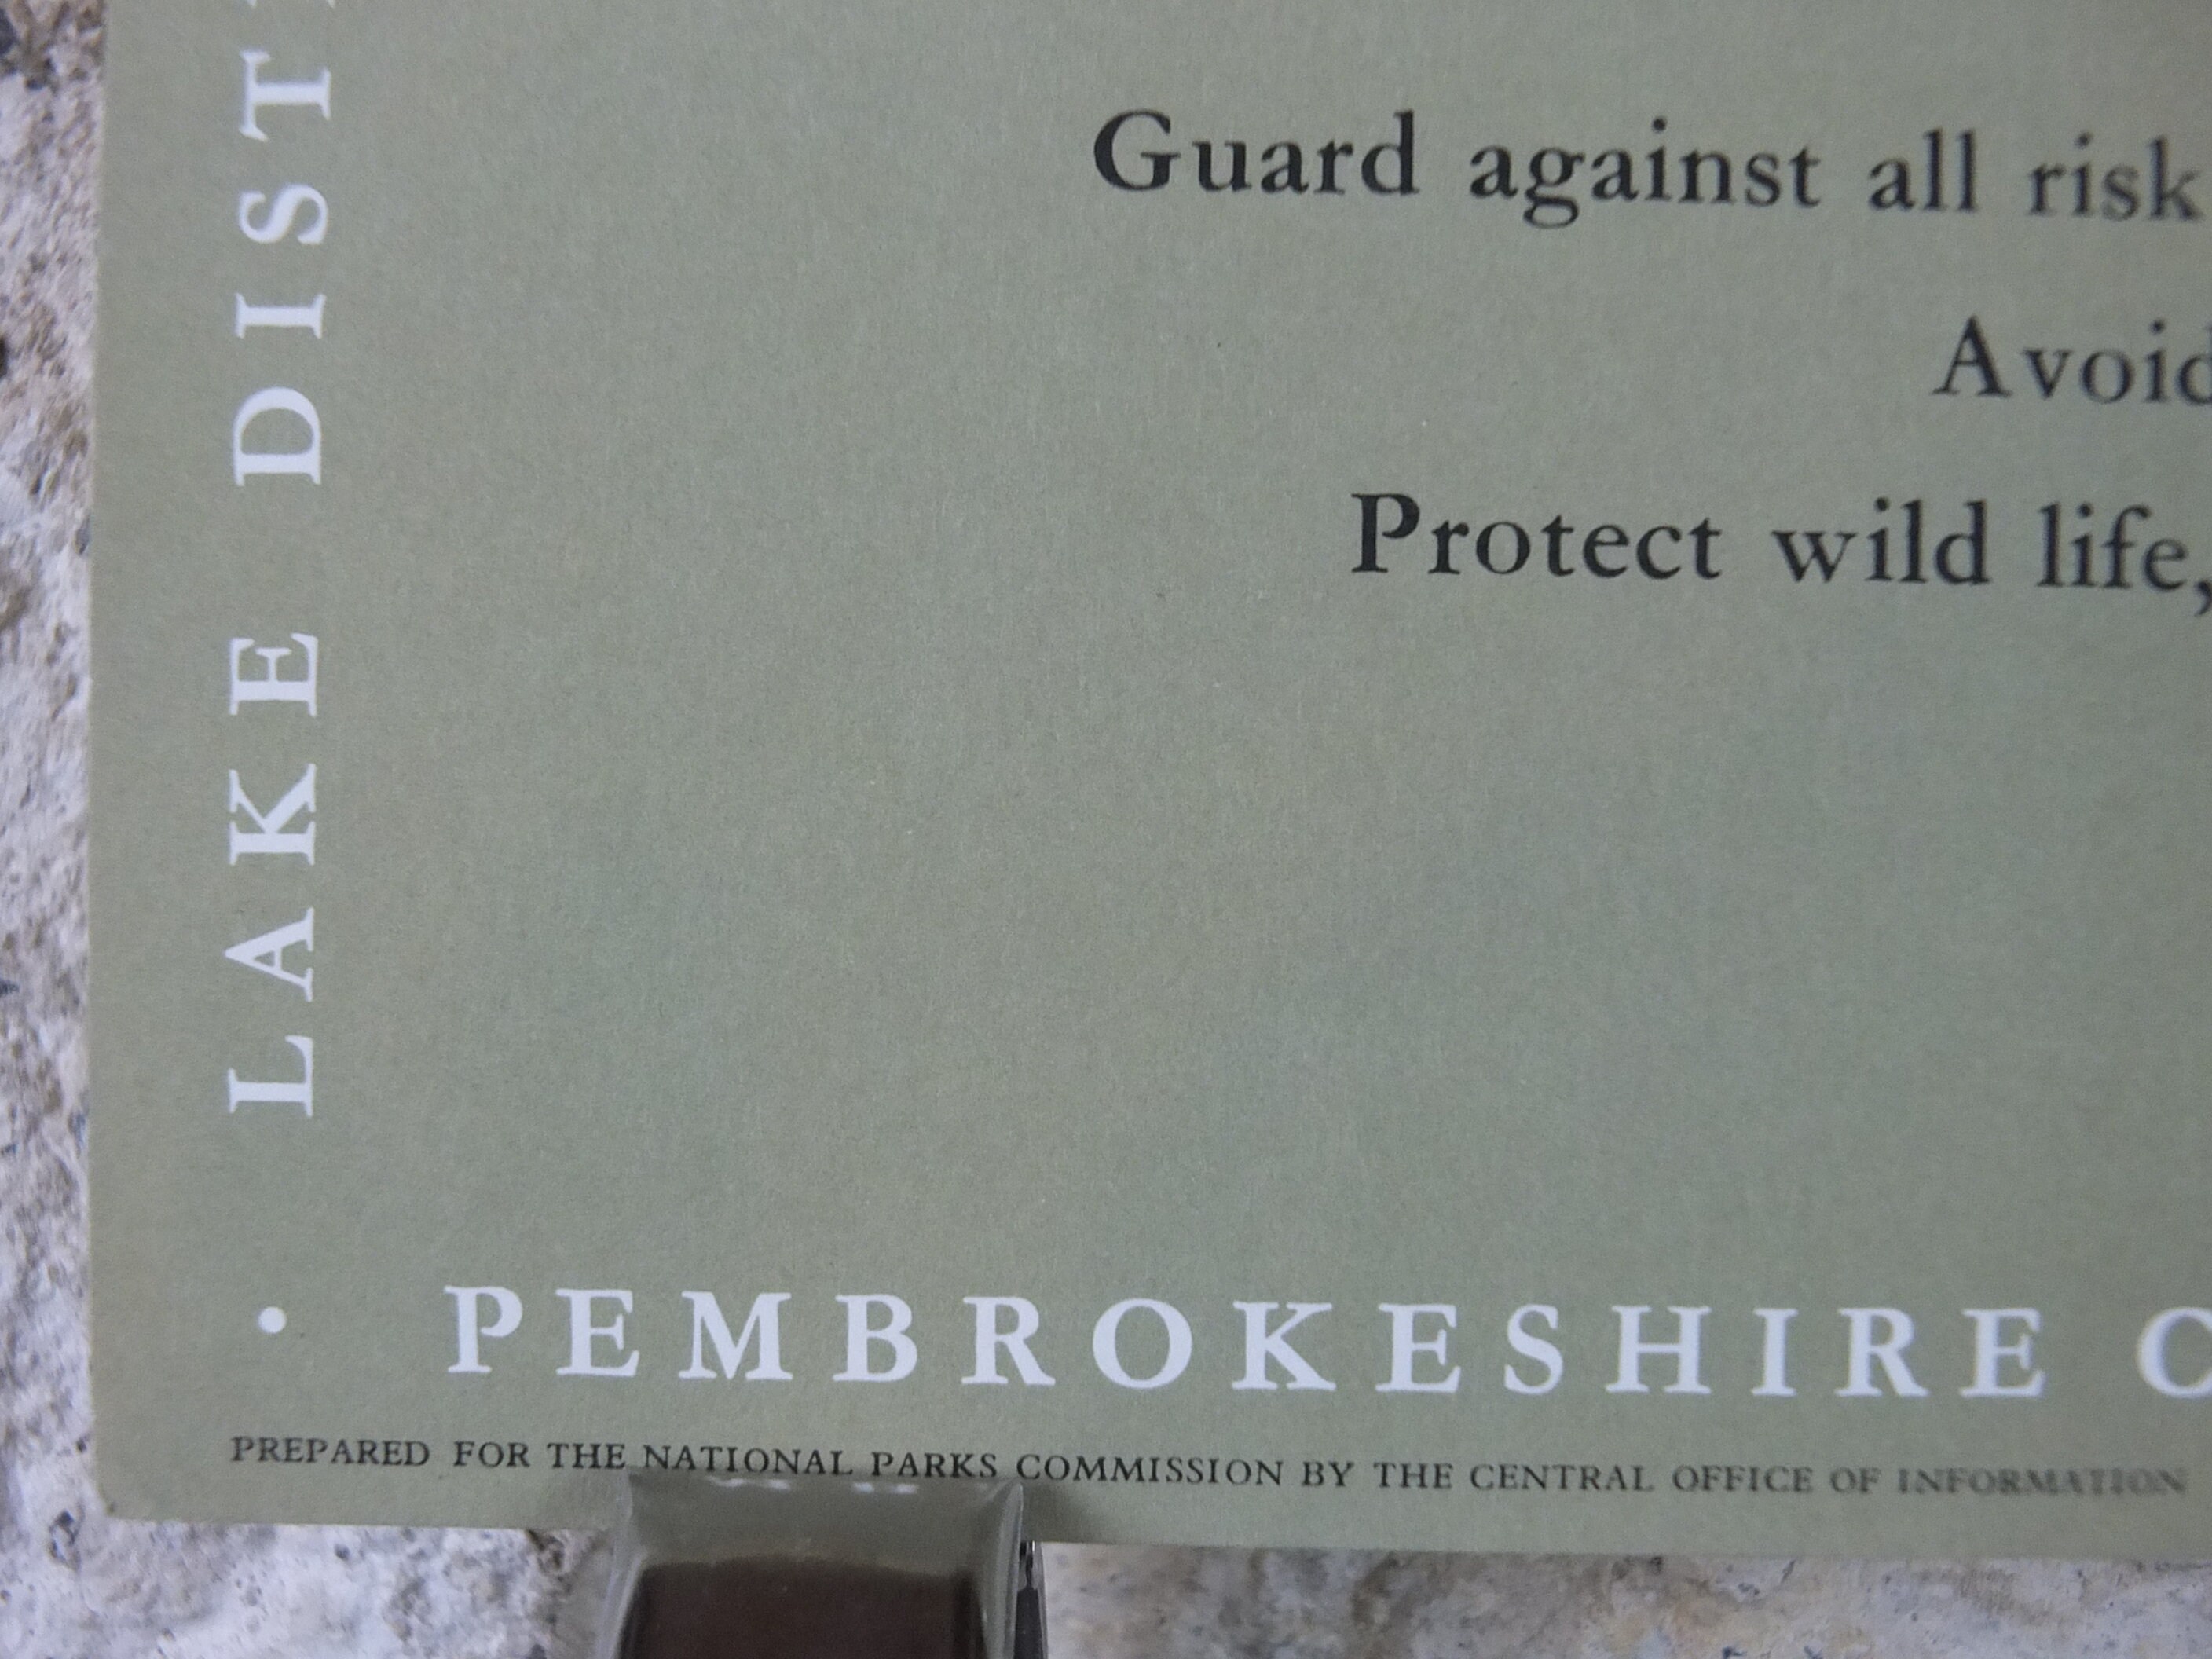 Guard against all risk
Avoid
Protect wild life,
LAKE DIST
• PEMBROKESHIRE C
PREPARED FOR THE NATIONAL PARKS COMMISSION BY THE CENTRAL OFFICE OF INFORMATION